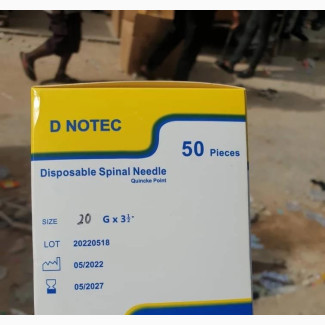 D NOTEC
50 Pieces
Disposable Spinal Needle
Quincke Point
SIZE 20 G x 3½"
LOT 20220518
05/2022
05/2027